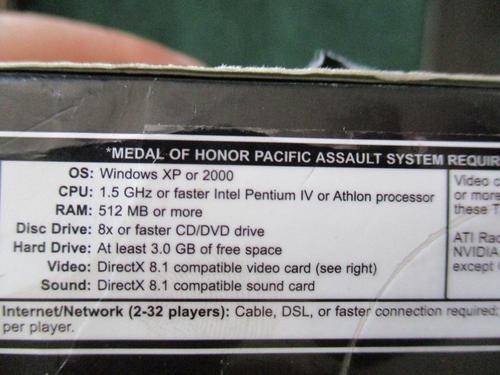 *MEDAL OF HONOR PACIFIC ASSAULT SYSTEM
OS: Windows XP or 2000
CPU: 1.5 GHz or faster Intel Pentium IV or Athlon processor
RAM: 512 MB or more
Disc Drive: 8x or faster CD/DVD drive
Hard Drive: At least 3.0 GB of free space
Video: DirectX 8.1 compatible video card (see right)
Sound: DirectX 8.1 compatible sound card
Internet/Network (2-32 players): Cable, DSL, or faster connection required;
per player.
Video
or more
these
ATI
NVIDIA
except